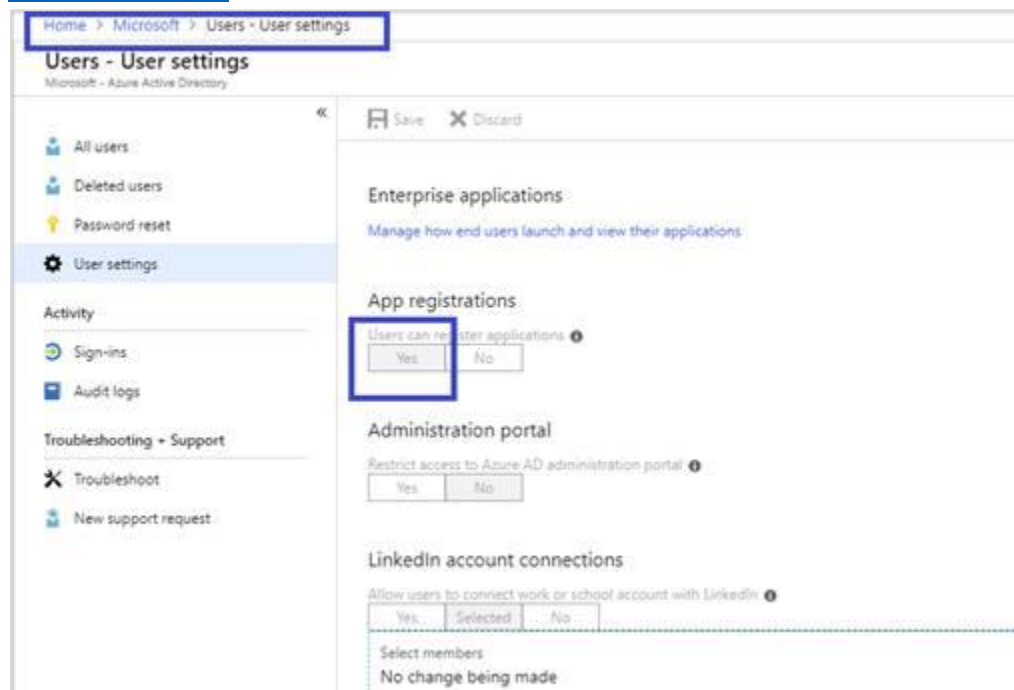 Home > Microsoft > Users - User settings
Users - User settings
Microsoft - Azure Active Directory
«
Save Discard
All users
Deleted users
Password reset
User settings
Activity
Sign-ins
Audit logs
Troubleshooting + Support
Troubleshoot
New support request
Enterprise applications
Manage how end users launch and view their applications
App registrations
Users can register applications
Yes No
Administration portal
Restrict access to Azure AD administration portal
Yes No
LinkedIn account connections
Allow users to connect work or school account with LinkedIn
Yes Selected No
Select members
No change being made